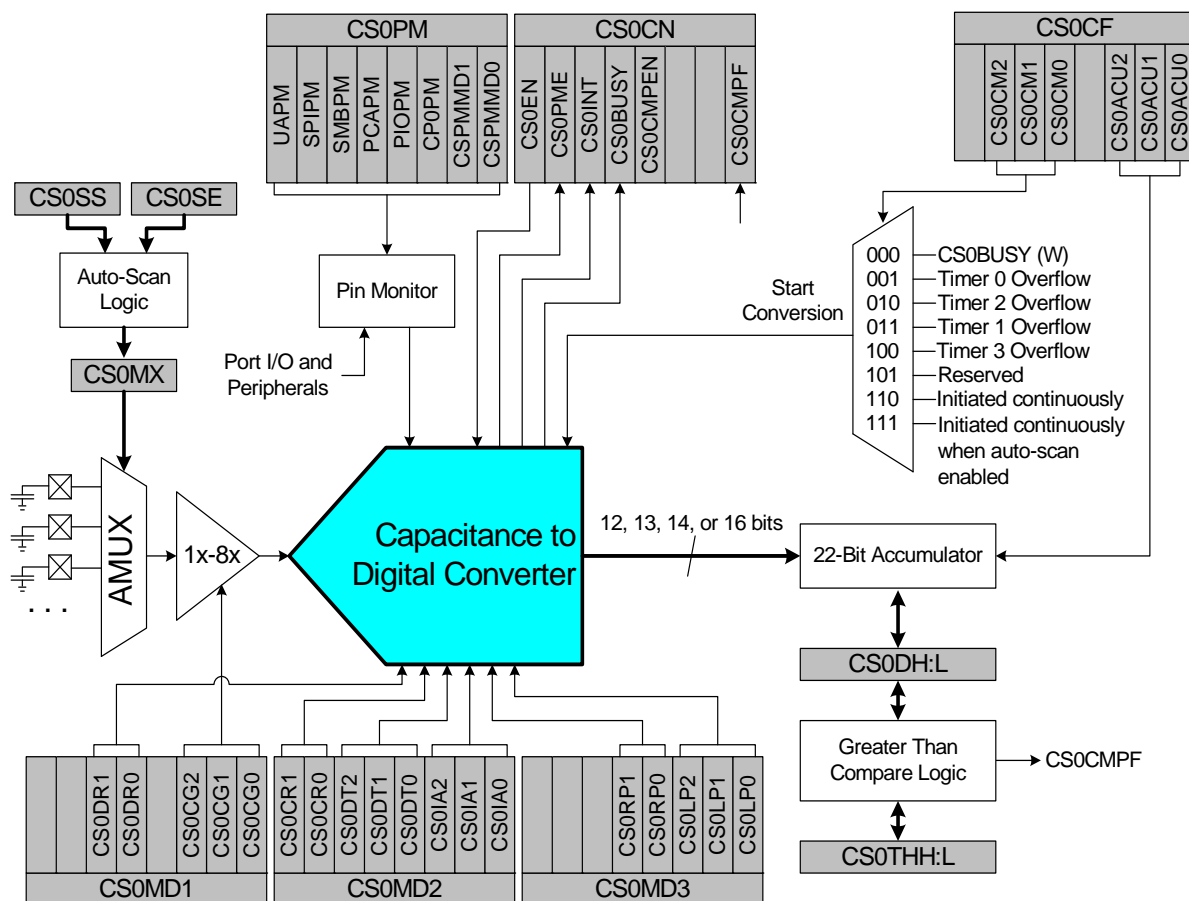 CS0PM
UAPM
SPIPM
SMBPM
PCAPM
PIOPM
CP0PM
CSPMMD1
CSPMMD0
CS0CN
CS0EN
CS0PME
CS0INT
CS0BUSY
CS0CMPEN
CS0CMPF
CS0CF
CS0CM2
CS0CM1
CS0CM0
CS0ACU2
CS0ACU1
CS0ACU0
CS0SS
CS0SE
Auto-Scan
Logic
CS0MX
Pin Monitor
Port I/O and
Peripherals
Start
Conversion
000 CS0BUSY (W)
001 Timer 0 Overflow
010 Timer 2 Overflow
011 Timer 1 Overflow
100 Timer 3 Overflow
101 Reserved
110 Initiated continuously
111 Initiated continuously
when auto-scan
enabled
AMUX
. . .
1x-8x
Capacitance to
Digital Converter
12, 13, 14, or 16 bits
22-Bit Accumulator
CS0DH:L
Greater Than
Compare Logic
CS0CMPF
CS0THH:L
CS0DR1
CS0DR0
CS0CG2
CS0CG1
CS0CG0
CS0MD1
CS0CR1
CS0CR0
CS0DT2
CS0DT1
CS0DT0
CS0IA2
CS0IA1
CS0IA0
CS0MD2
CS0RP1
CS0RP0
CS0LP2
CS0LP1
CS0LP0
CS0MD3